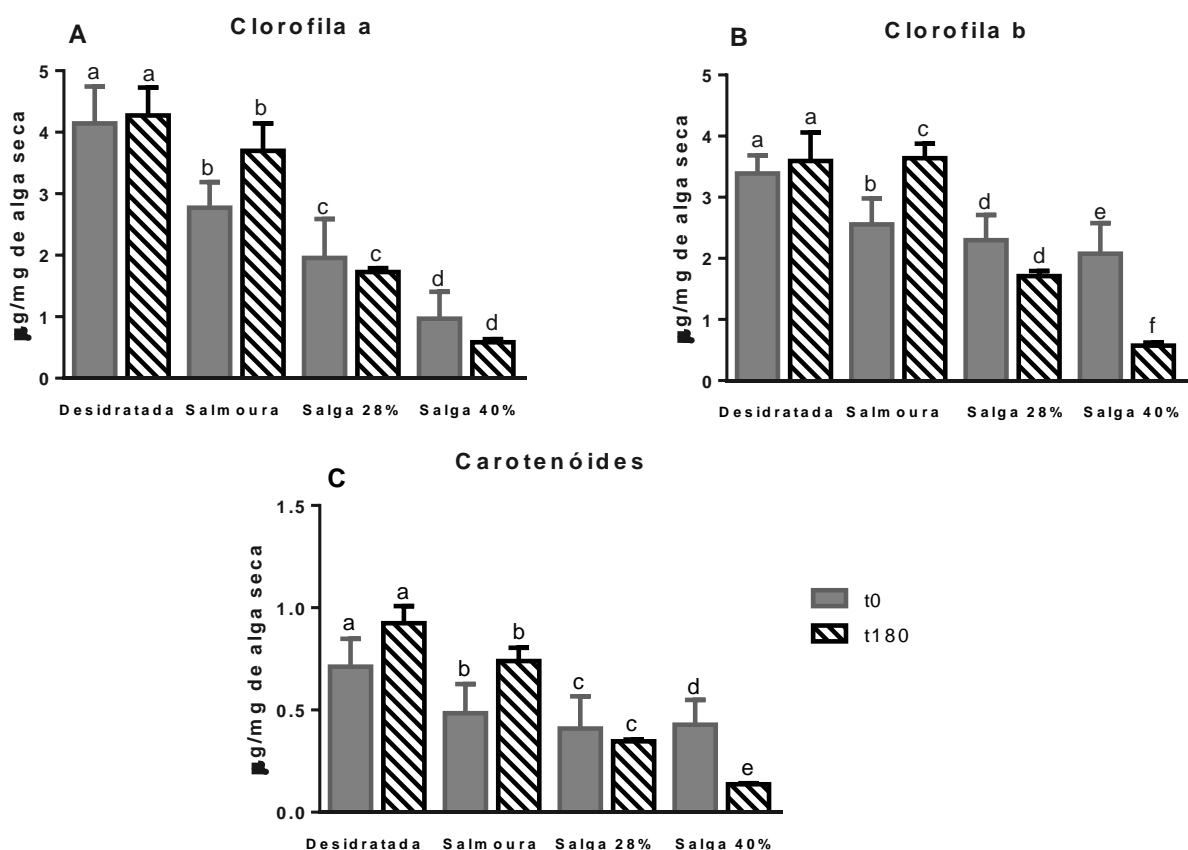 A Clorofila a
µg/mg de alga seca
5
4
3
2
1
0
a a
b b
c c
d d
Desidratada Salmoura Salga 28% Salga 40%
B Clorofila b
µg/mg de alga seca
5
4
3
2
1
0
a a
b c
d d
e f
Desidratada Salmoura Salga 28% Salga 40%
C Carotenóides
µg/mg de alga seca
1.5
1.0
0.5
0.0
a a
b b
c c
d e
Desidratada Salmoura Salga 28% Salga 40%
t0
t180